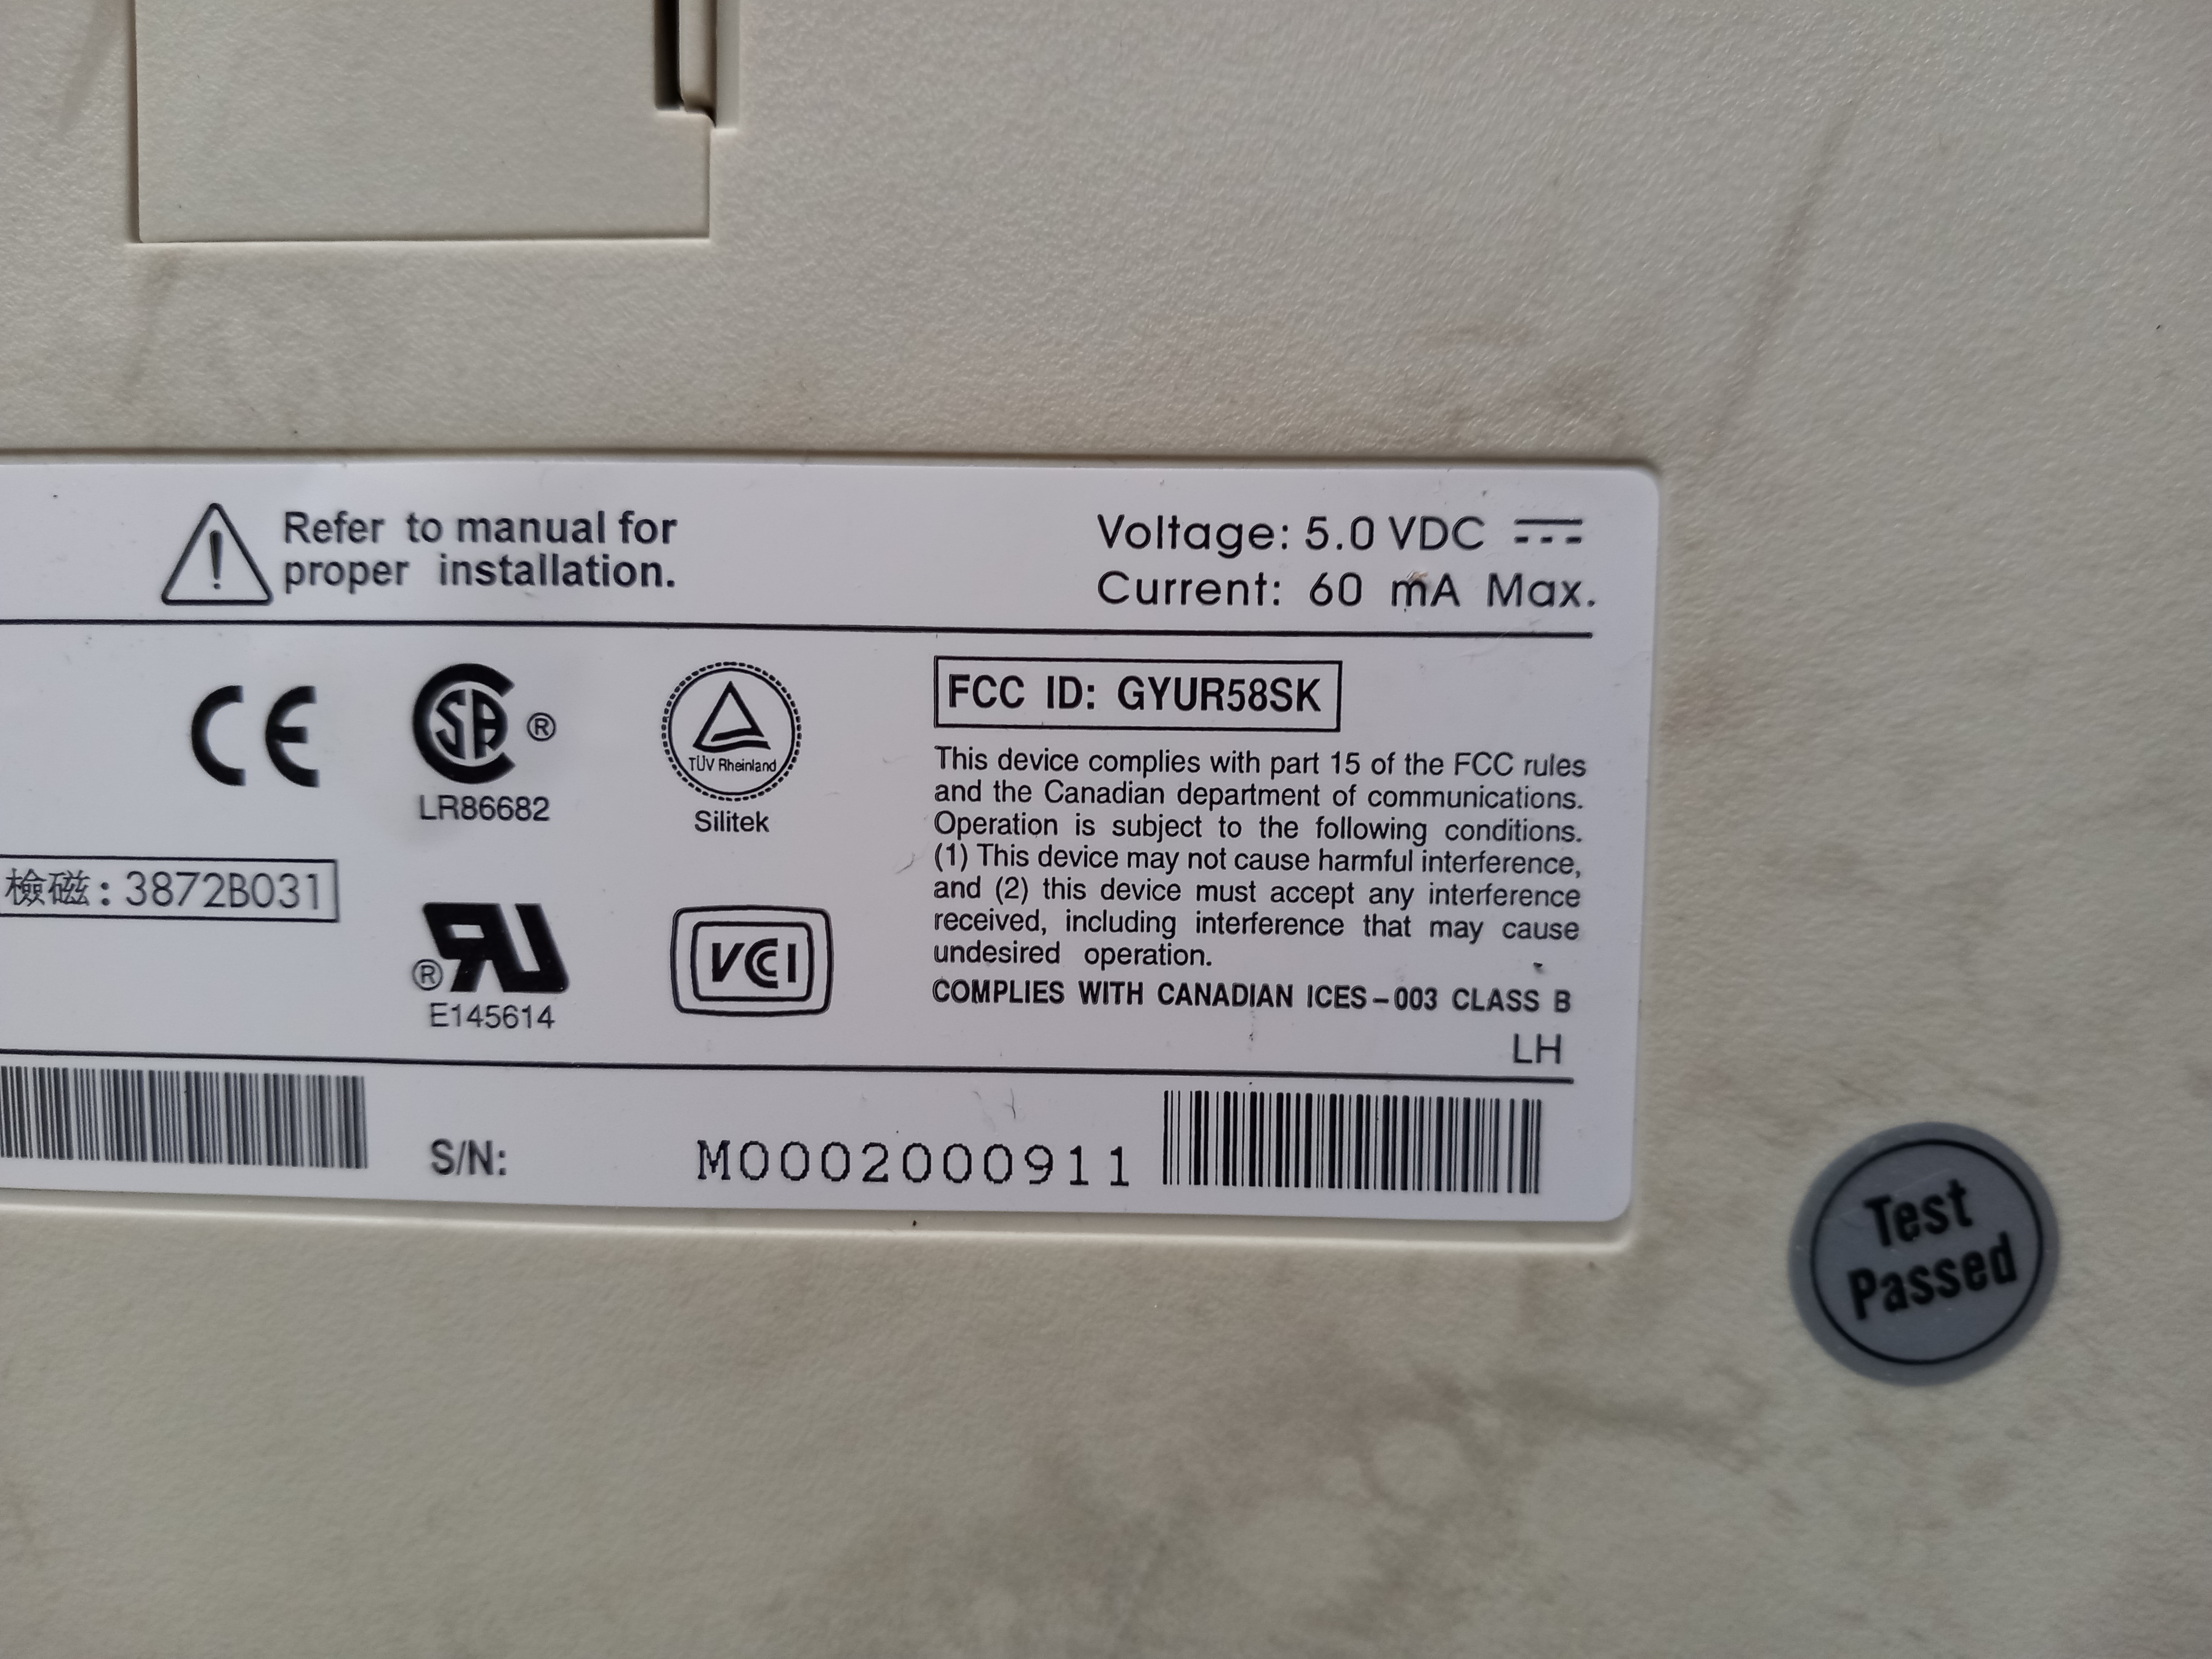 Refer to manual for
proper installation.
Voltage: 5.0 VDC
Current: 60 mA Max.
CE
SA ®
LR86682
TÜV Rheinland
Silitek
檢磁:3872B031
® RU
E145614
VCCI
FCC ID: GYUR58SK
This device complies with part 15 of the FCC rules
and the Canadian department of communications.
Operation is subject to the following conditions.
(1) This device may not cause harmful interference,
and (2) this device must accept any interference
received, including interference that may cause
undesired operation.
COMPLIES WITH CANADIAN ICES-003 CLASS B
LH
S/N: M0002000911
Test
Passed